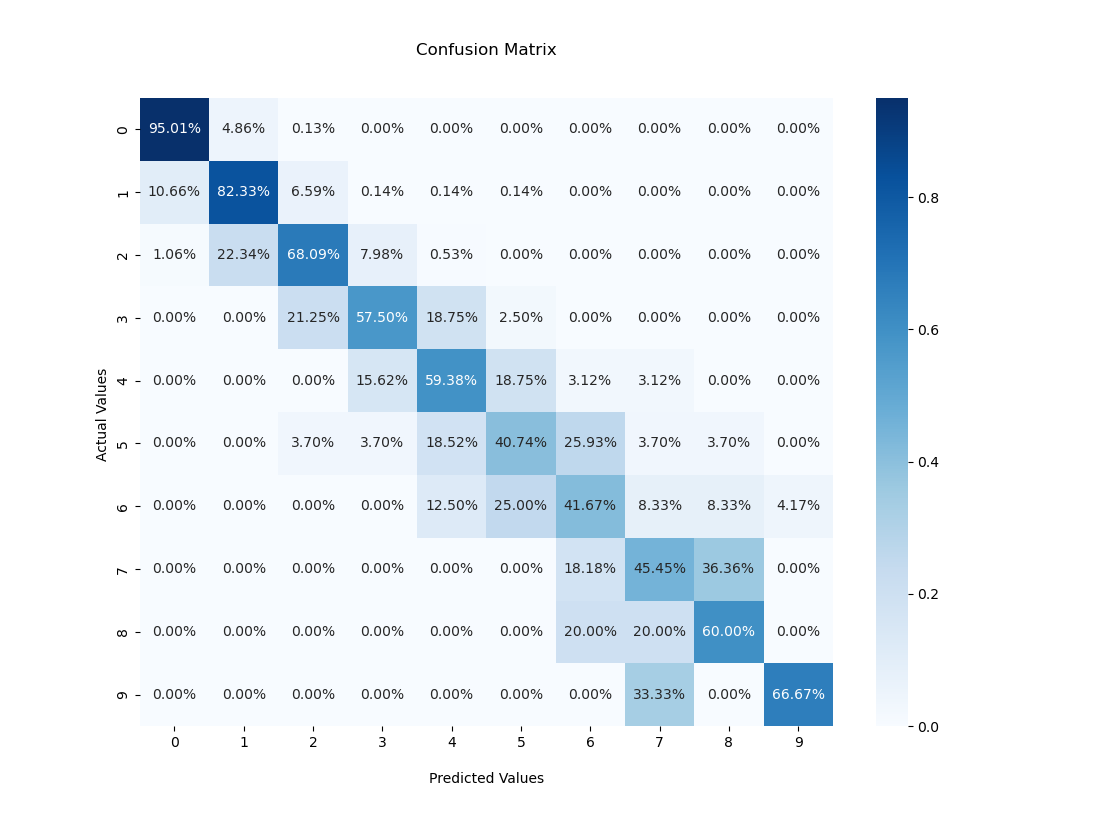 Confusion Matrix
0 95.01% 4.86% 0.13% 0.00% 0.00% 0.00% 0.00% 0.00% 0.00% 0.00%
1 10.66% 82.33% 6.59% 0.14% 0.14% 0.14% 0.00% 0.00% 0.00% 0.00%
2 1.06% 22.34% 68.09% 7.98% 0.53% 0.00% 0.00% 0.00% 0.00% 0.00%
3 0.00% 0.00% 21.25% 57.50% 18.75% 2.50% 0.00% 0.00% 0.00% 0.00%
4 0.00% 0.00% 0.00% 15.62% 59.38% 18.75% 3.12% 3.12% 0.00% 0.00%
5 0.00% 0.00% 3.70% 3.70% 18.52% 40.74% 25.93% 3.70% 3.70% 0.00%
6 0.00% 0.00% 0.00% 0.00% 12.50% 25.00% 41.67% 8.33% 8.33% 4.17%
7 0.00% 0.00% 0.00% 0.00% 0.00% 0.00% 18.18% 45.45% 36.36% 0.00%
8 0.00% 0.00% 0.00% 0.00% 0.00% 0.00% 20.00% 20.00% 60.00% 0.00%
9 0.00% 0.00% 0.00% 0.00% 0.00% 0.00% 0.00% 33.33% 0.00% 66.67%
0 1 2 3 4 5 6 7 8 9
Predicted Values
Actual Values
0.8
0.6
0.4
0.2
0.0